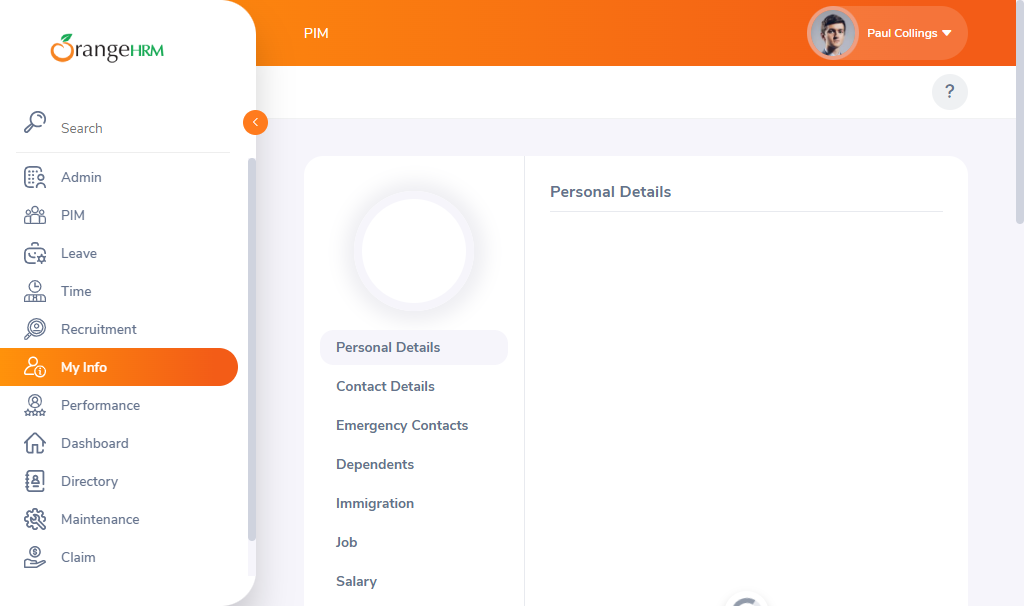 OrangeHRM
PIM
Paul Collings
?
Search
Admin
PIM
Leave
Time
Recruitment
My Info
Performance
Dashboard
Directory
Maintenance
Claim
Personal Details
Contact Details
Emergency Contacts
Dependents
Immigration
Job
Salary
Personal Details